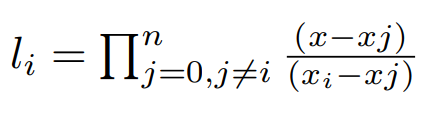 l_i = \prod_{j=0,j\neq i}^{n} \frac{(x-xj)}{(x_i-xj)}